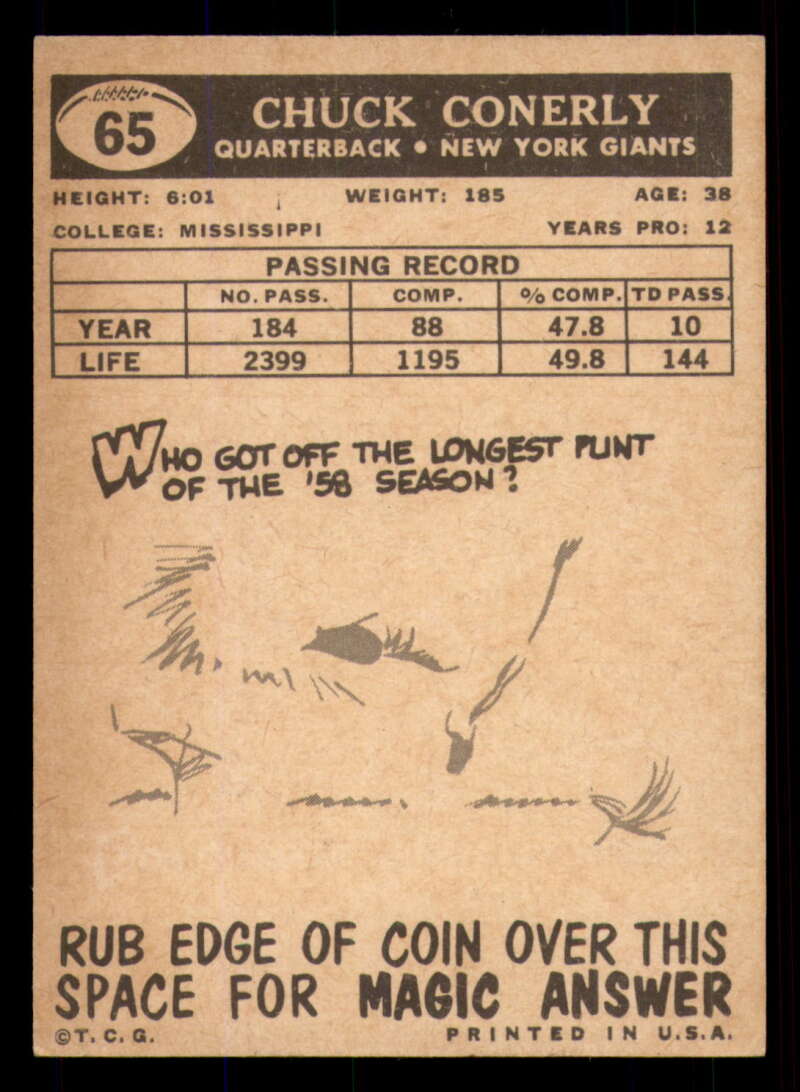 65
CHUCK CONERLY
QUARTERBACK • NEW YORK GIANTS
HEIGHT: 6:01 WEIGHT: 185 AGE: 38
COLLEGE: MISSISSIPPI YEARS PRO: 12
PASSING RECORD
NO. PASS. COMP. % COMP. TD PASS.
YEAR 184 88 47.8 10
LIFE 2399 1195 49.8 144
WHO GOT OFF THE LONGEST PUNT
OF THE '58 SEASON?
RUB EDGE OF COIN OVER THIS
SPACE FOR MAGIC ANSWER
©T. C. G. PRINTED IN U.S.A.